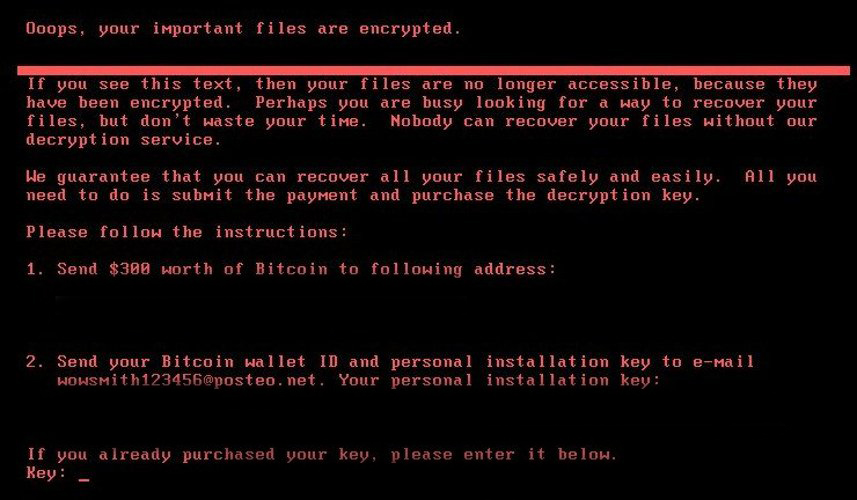 Ooops, your important files are encrypted.
If you see this text, then your files are no longer accessible, because they
have been encrypted.  Perhaps you are busy looking for a way to recover your
files, but don't waste your time.  Nobody can recover your files without our
decryption service.
We guarantee that you can recover all your files safely and easily.  All you
need to do is submit the payment and purchase the decryption key.
Please follow the instructions:
1. Send $300 worth of Bitcoin to following address:
2. Send your Bitcoin wallet ID and personal installation key to e-mail
wowsmith123456@posteo.net. Your personal installation key:
If you already purchased your key, please enter it below.
Key: _